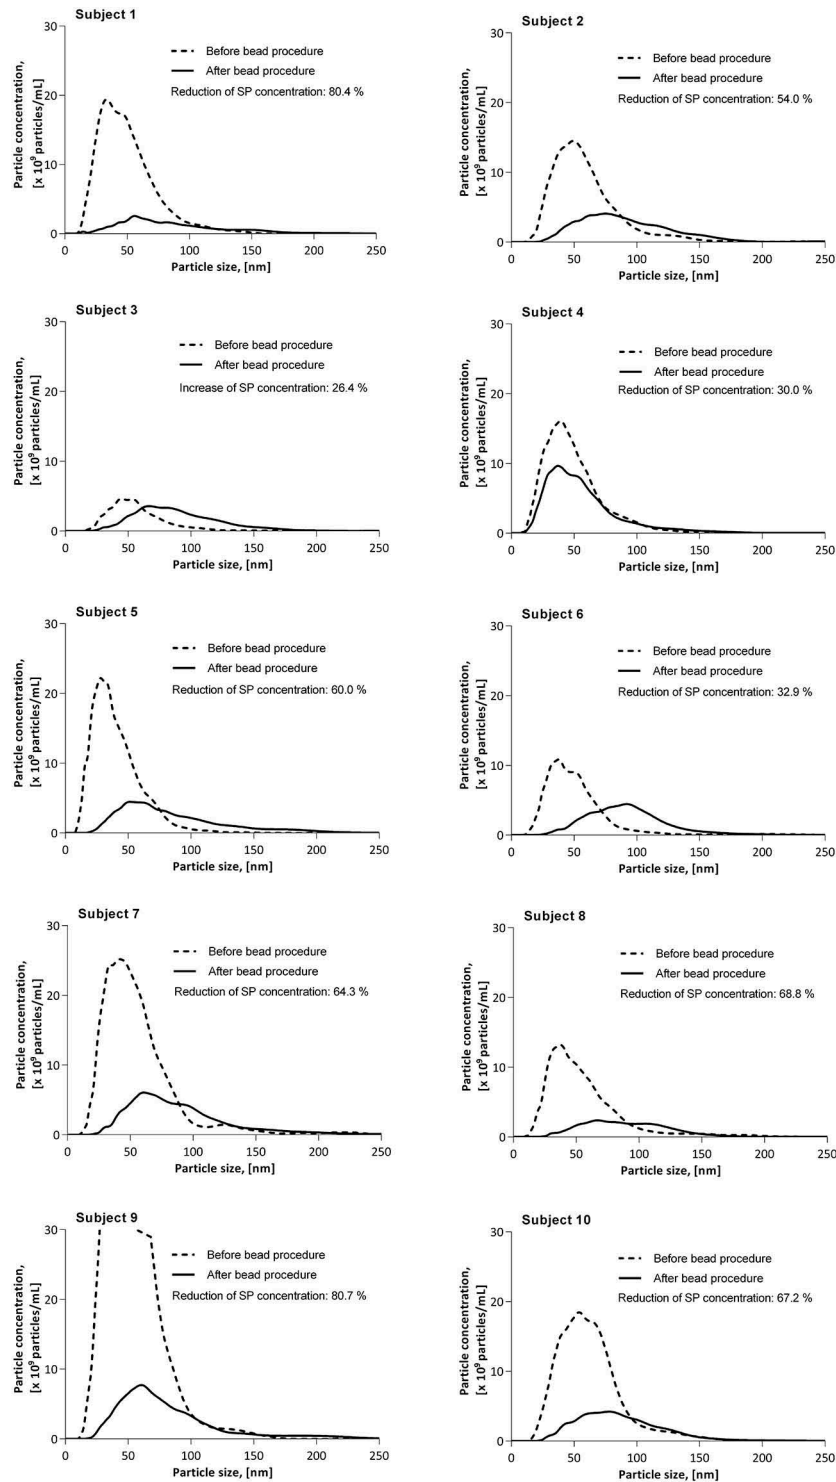 Subject 1
Particle concentration,
[x 10⁹ particles/mL]
30
20
10
0
Before bead procedure
After bead procedure
Reduction of SP concentration: 80.4 %
0 50 100 150 200 250
Particle size, [nm]
Subject 2
Particle concentration,
[x 10⁹ particles/mL]
30
20
10
0
Before bead procedure
After bead procedure
Reduction of SP concentration: 54.0 %
0 50 100 150 200 250
Particle size, [nm]
Subject 3
Particle concentration,
[x 10⁹ particles/mL]
30
20
10
0
Before bead procedure
After bead procedure
Increase of SP concentration: 26.4 %
0 50 100 150 200 250
Particle size, [nm]
Subject 4
Particle concentration,
[x 10⁹ particles/mL]
30
20
10
0
Before bead procedure
After bead procedure
Reduction of SP concentration: 30.0 %
0 50 100 150 200 250
Particle size, [nm]
Subject 5
Particle concentration,
[x 10⁹ particles/mL]
30
20
10
0
Before bead procedure
After bead procedure
Reduction of SP concentration: 60.0 %
0 50 100 150 200 250
Particle size, [nm]
Subject 6
Particle concentration,
[x 10⁹ particles/mL]
30
20
10
0
Before bead procedure
After bead procedure
Reduction of SP concentration: 32.9 %
0 50 100 150 200 250
Particle size, [nm]
Subject 7
Particle concentration,
[x 10⁹ particles/mL]
30
20
10
0
Before bead procedure
After bead procedure
Reduction of SP concentration: 64.3 %
0 50 100 150 200 250
Particle size, [nm]
Subject 8
Particle concentration,
[x 10⁹ particles/mL]
30
20
10
0
Before bead procedure
After bead procedure
Reduction of SP concentration: 68.8 %
0 50 100 150 200 250
Particle size, [nm]
Subject 9
Particle concentration,
[x 10⁹ particles/mL]
30
20
10
0
Before bead procedure
After bead procedure
Reduction of SP concentration: 80.7 %
0 50 100 150 200 250
Particle size, [nm]
Subject 10
Particle concentration,
[x 10⁹ particles/mL]
30
20
10
0
Before bead procedure
After bead procedure
Reduction of SP concentration: 67.2 %
0 50 100 150 200 250
Particle size, [nm]